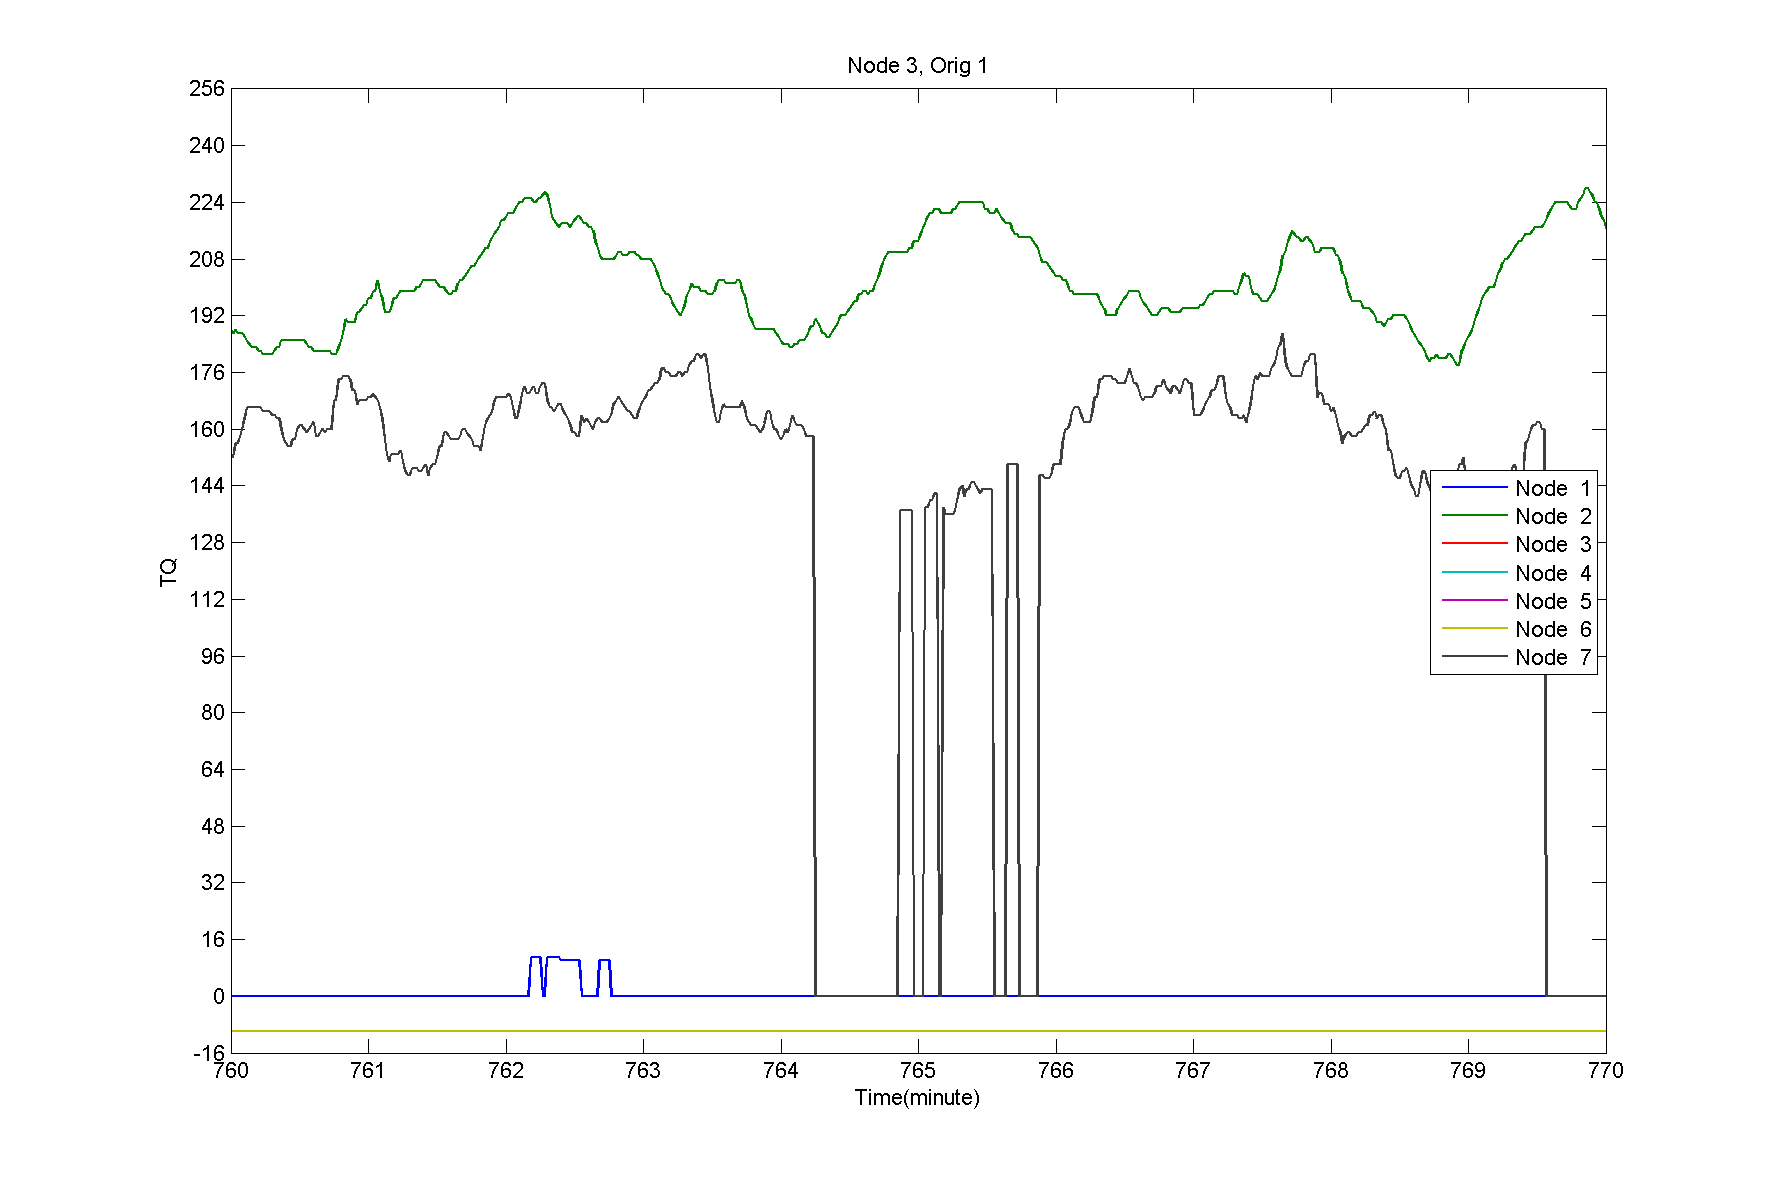 Node 3, Orig 1
256
240
224
208
192
176
160
144
128
112
96
80
64
48
32
16
0
-16
TQ
Node 1
Node 2
Node 3
Node 4
Node 5
Node 6
Node 7
760 761 762 763 764 765 766 767 768 769 770
Time(minute)